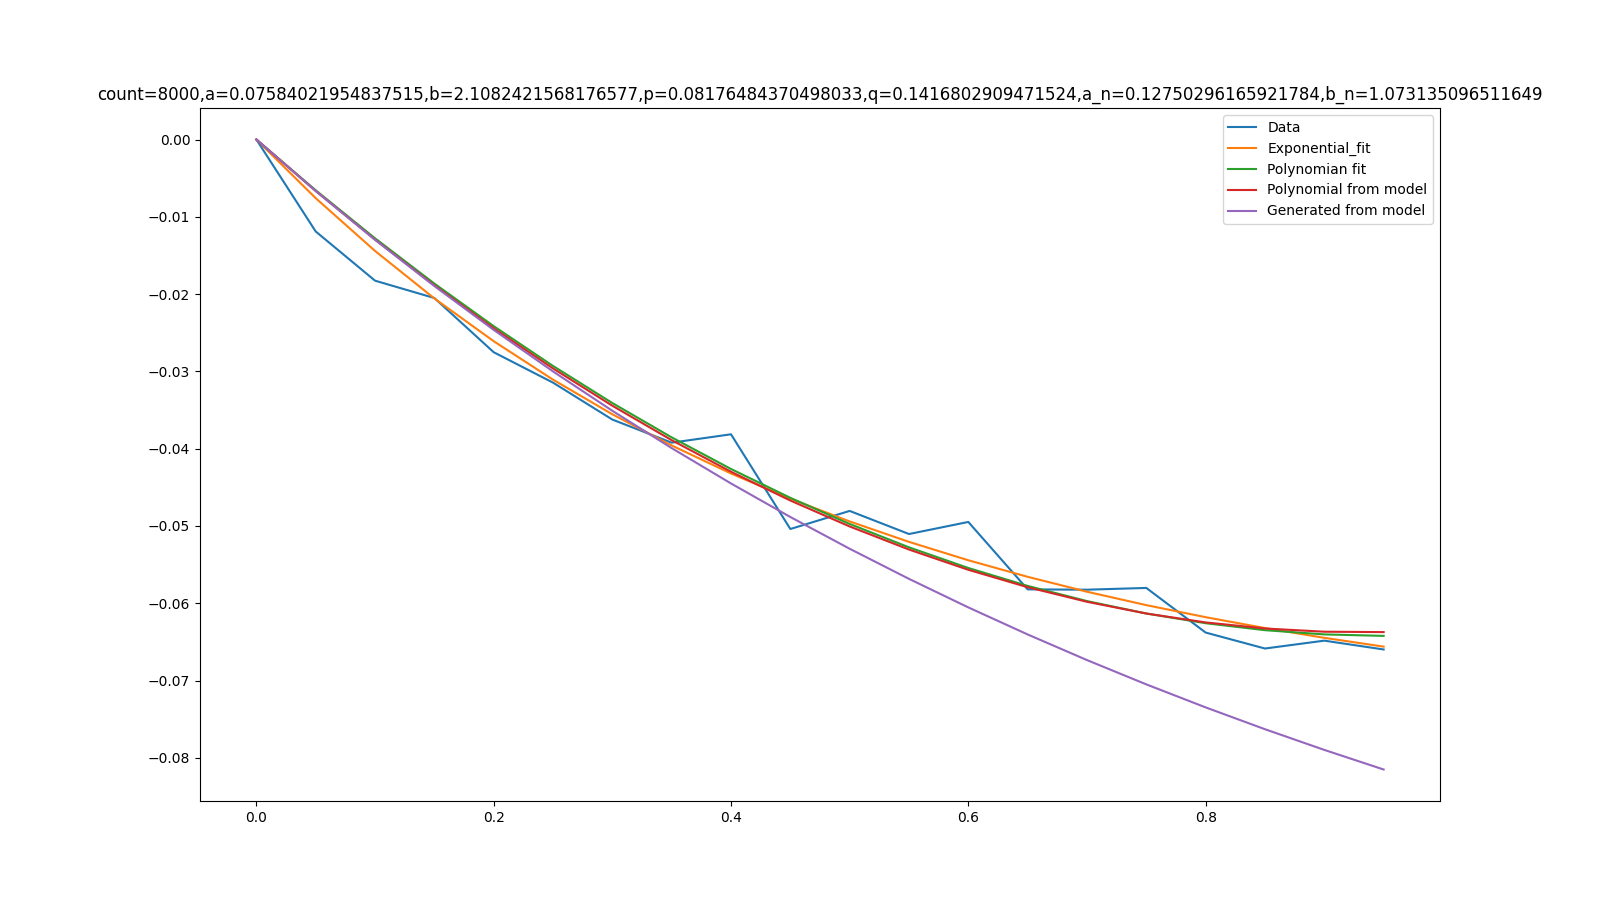 count=8000,a=0.07584021954837515,b=2.1082421568176577,p=0.08176484370498033,q=0.1416802909471524,a_n=0.12750296165921784,b_n=1.073135096511649
Data
Exponential_fit
Polynomian fit
Polynomial from model
Generated from model
0.00
−0.01
−0.02
−0.03
−0.04
−0.05
−0.06
−0.07
−0.08
0.0
0.2
0.4
0.6
0.8